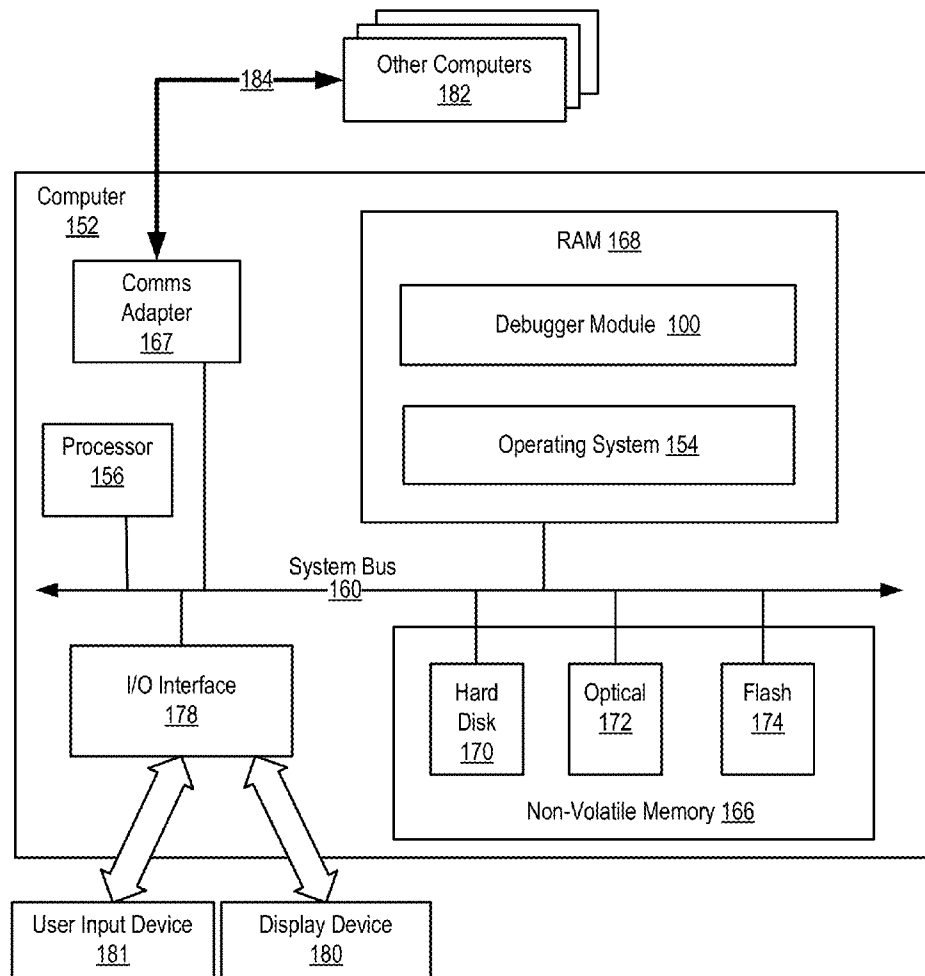 Other Computers
182
184
Computer
152
RAM 168
Comms
Adapter
167
Debugger Module 100
Processor
156
Operating System 154
System Bus
160
I/O Interface
178
Hard
Disk
170
Optical
172
Flash
174
Non-Volatile Memory 166
User Input Device
181
Display Device
180